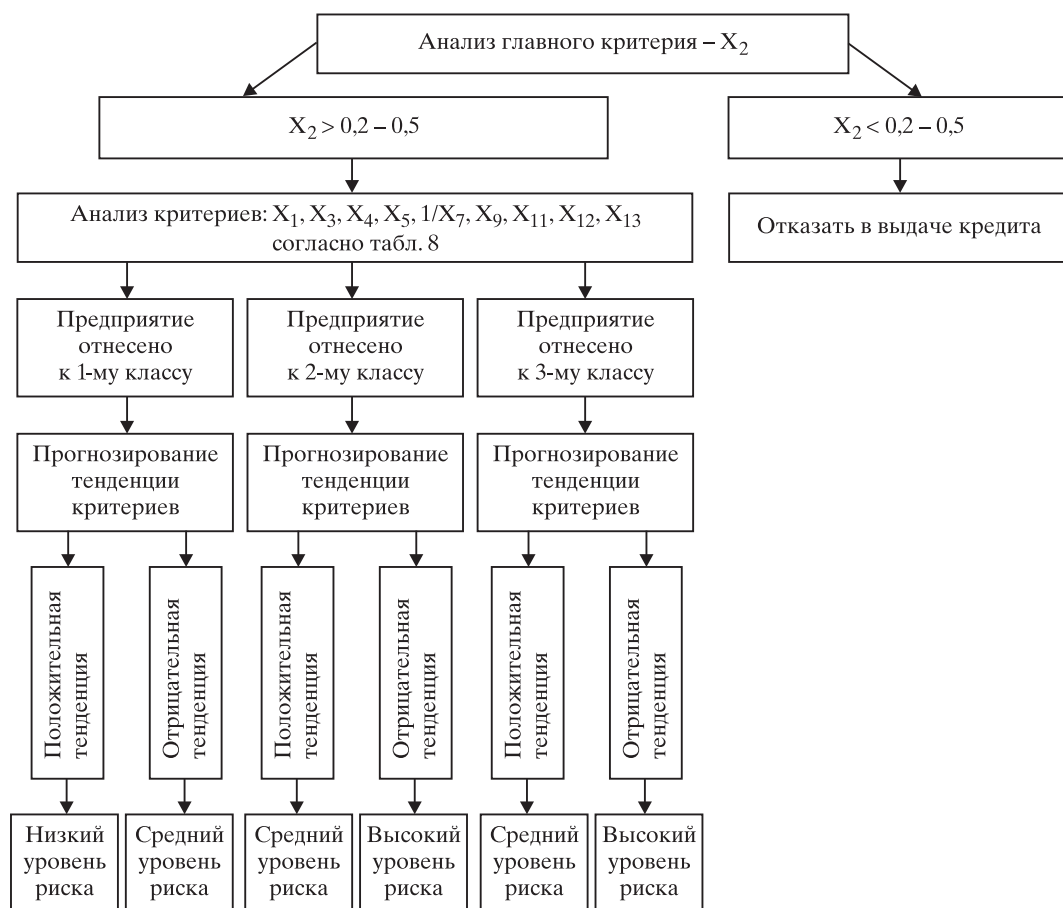 Анализ главного критерия – X₂
X₂ > 0,2 – 0,5
X₂ < 0,2 – 0,5
Анализ критериев: X₁, X₃, X₄, X₅, 1/X₇, X₉, X₁₁, X₁₂, X₁₃
согласно табл. 8
Отказать в выдаче кредита
Предприятие
отнесено
к 1-му классу
Предприятие
отнесено
к 2-му классу
Предприятие
отнесено
к 3-му классу
Прогнозирование
тенденции
критериев
Прогнозирование
тенденции
критериев
Прогнозирование
тенденции
критериев
Положительная
тенденция
Отрицательная
тенденция
Положительная
тенденция
Отрицательная
тенденция
Положительная
тенденция
Отрицательная
тенденция
Низкий
уровень
риска
Средний
уровень
риска
Средний
уровень
риска
Высокий
уровень
риска
Средний
уровень
риска
Высокий
уровень
риска